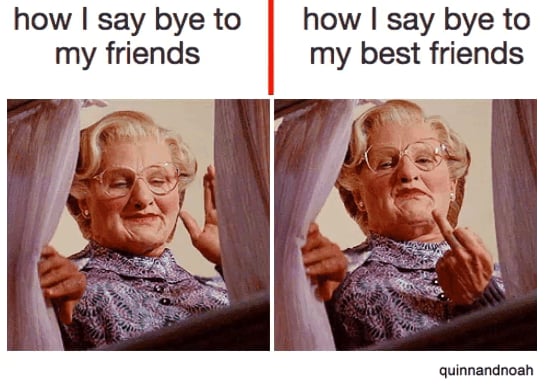 how I say bye to
my friends
how I say bye to
my best friends
quinnandnoah